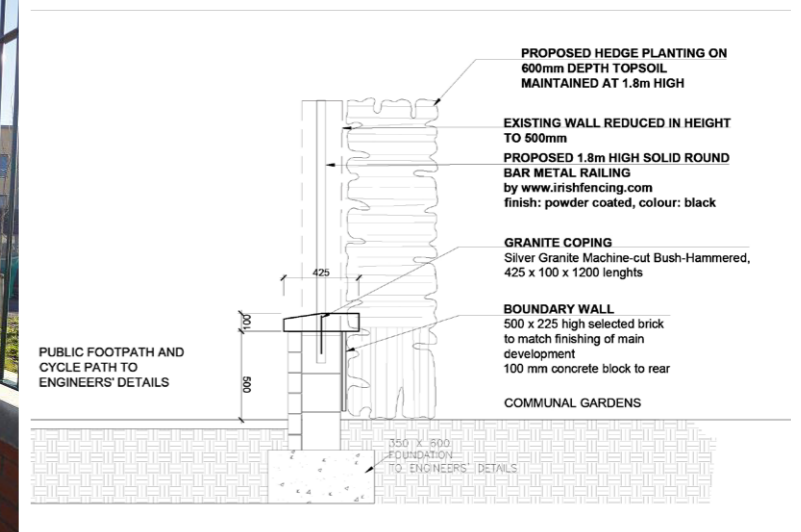 PROPOSED HEDGE PLANTING ON
600mm DEPTH TOPSOIL
MAINTAINED AT 1.8m HIGH
EXISTING WALL REDUCED IN HEIGHT
TO 500mm
PROPOSED 1.8m HIGH SOLID ROUND
BAR METAL RAILING
by www.irishfencing.com
finish: powder coated, colour: black
GRANITE COPING
Silver Granite Machine-cut Bush-Hammered,
425 x 100 x 1200 lenghts
425
100
BOUNDARY WALL
500 x 225 high selected brick
to match finishing of main
development
100 mm concrete block to rear
PUBLIC FOOTPATH AND
CYCLE PATH TO
ENGINEERS' DETAILS
500
COMMUNAL GARDENS
350 X 600
FOUNDATION
TO ENGINEERS' DETAILS